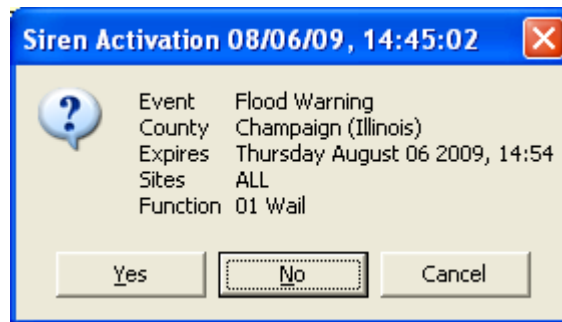 Siren Activation 08/06/09, 14:45:02
Event Flood Warning
County Champaign (Illinois)
Expires Thursday August 06 2009, 14:54
Sites ALL
Function 01 Wail
Yes No Cancel